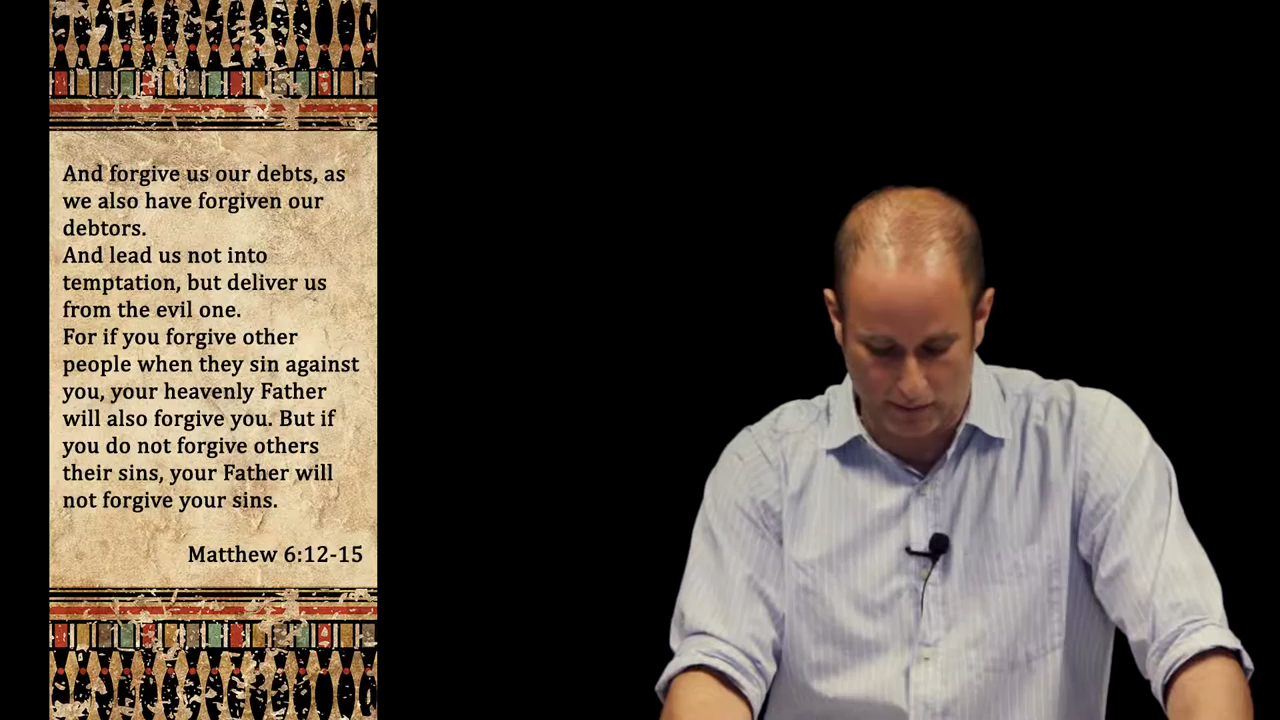 And forgive us our debts, as
we also have forgiven our
debtors.
And lead us not into
temptation, but deliver us
from the evil one.
For if you forgive other
people when they sin against
you, your heavenly Father
will also forgive you. But if
you do not forgive others
their sins, your Father will
not forgive your sins.
Matthew 6:12-15